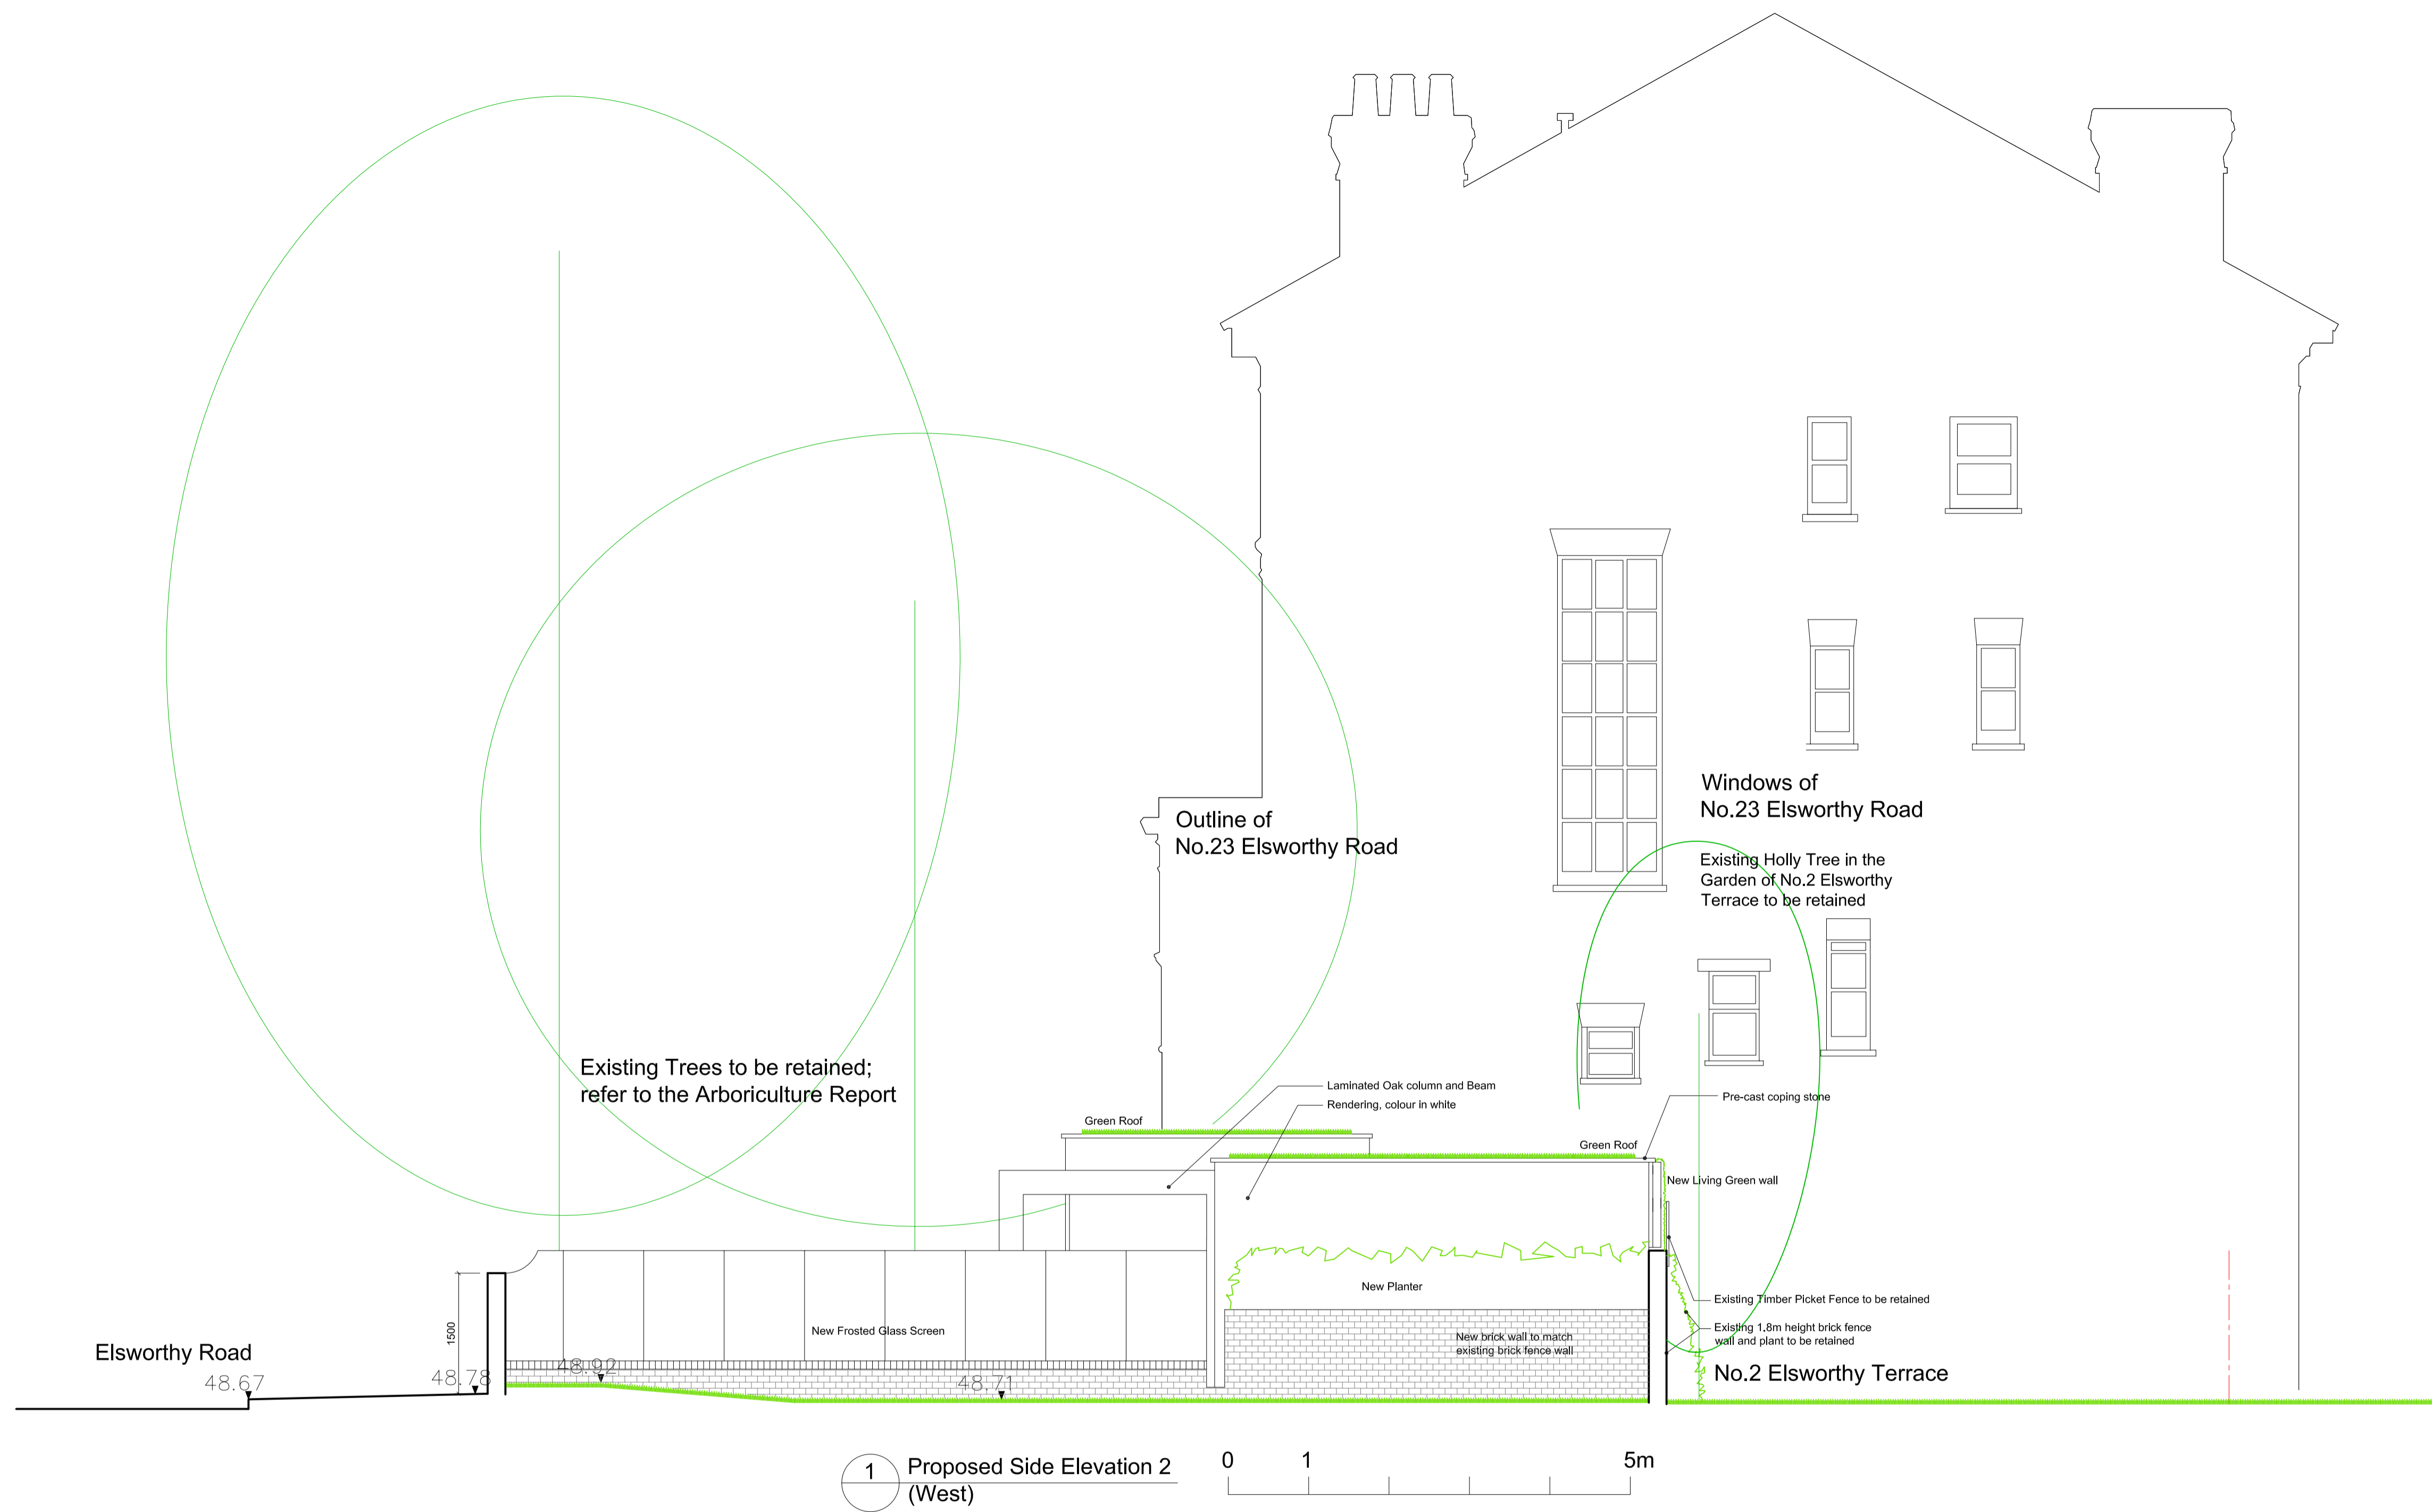 Windows of
No.23 Elsworthy Road
Outline of
No.23 Elsworthy Road
Existing Holly Tree in the
Garden of No.2 Elsworthy
Terrace to be retained
Existing Trees to be retained;
refer to the Arboriculture Report
Laminated Oak column and Beam
Rendering, colour in white
Pre-cast coping stone
Green Roof
Green Roof
New Living Green wall
New Planter
Existing Timber Picket Fence to be retained
Existing 1,8m height brick fence
wall and plant to be retained
New Frosted Glass Screen
New brick wall to match
existing brick fence wall
1500
Elsworthy Road
48.67
48.78
48.92
48.71
No.2 Elsworthy Terrace
1
Proposed Side Elevation 2
(West)
0 1 5m